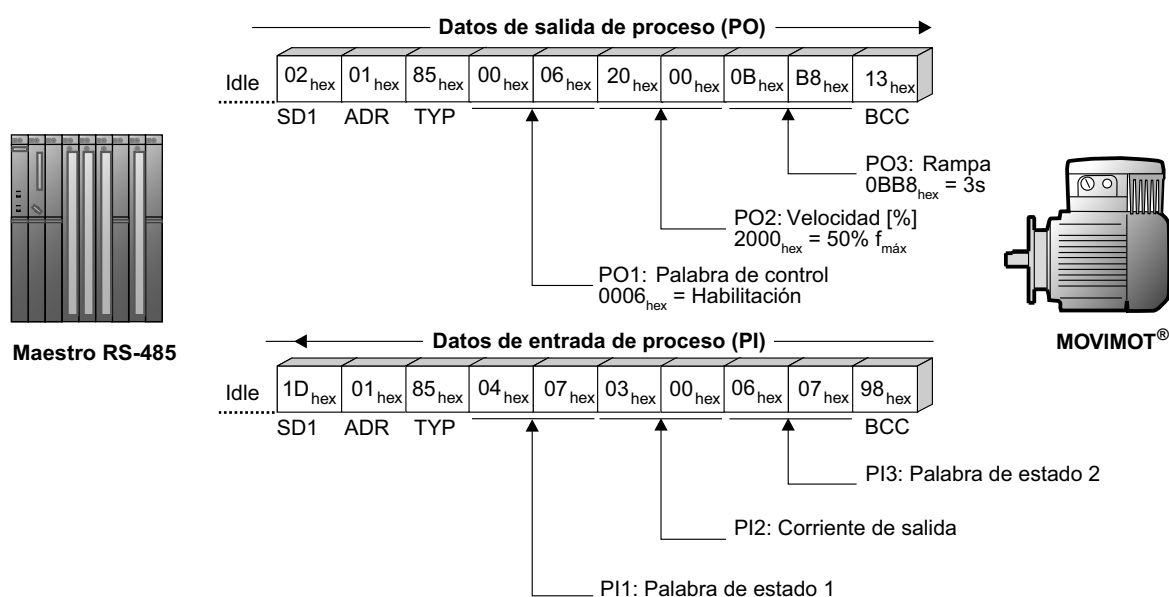 Datos de salida de proceso (PO)
Idle 02hex 01hex 85hex 00hex 06hex 20hex 00hex 0Bhex B8hex 13hex
SD1 ADR TYP BCC
PO3: Rampa
0BB8hex = 3s
PO2: Velocidad [%]
2000hex = 50% fmáx
PO1: Palabra de control
0006hex = Habilitación
Maestro RS-485
MOVIMOT®
Datos de entrada de proceso (PI)
Idle 1Dhex 01hex 85hex 04hex 07hex 03hex 00hex 06hex 07hex 98hex
SD1 ADR TYP BCC
PI3: Palabra de estado 2
PI2: Corriente de salida
PI1: Palabra de estado 1